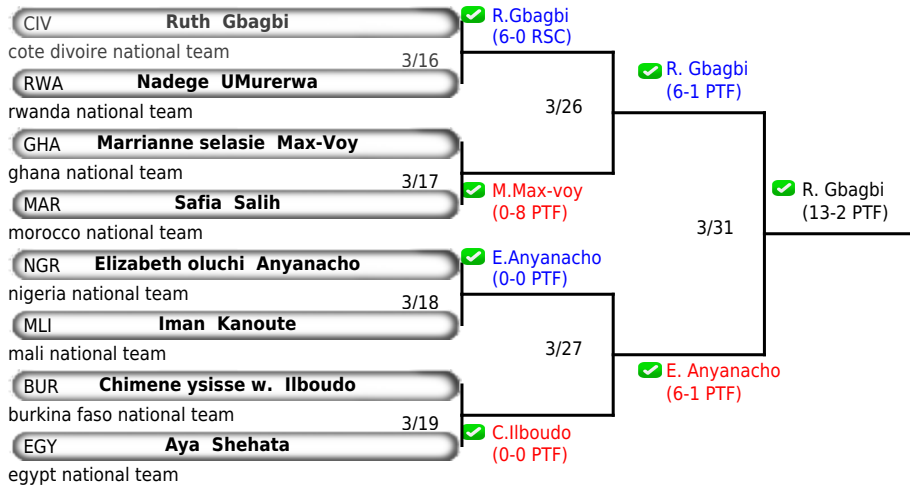 CIV Ruth Gbagbi
cote divoire national team
3/16
RWA Nadege UMurerwa
rwanda national team
GHA Marrianne selasie Max-Voy
ghana national team
3/17
MAR Safia Salih
morocco national team
NGR Elizabeth oluchi Anyanacho
nigeria national team
3/18
MLI Iman Kanoute
mali national team
BUR Chimene ysisse w. Ilboudo
burkina faso national team
3/19
EGY Aya Shehata
egypt national team
R.Gbagbi
(6-0 RSC)
3/26
M.Max-voy
(0-8 PTF)
E.Anyanacho
(0-0 PTF)
3/27
C.Ilboudo
(0-0 PTF)
R. Gbagbi
(6-1 PTF)
3/31
E. Anyanacho
(6-1 PTF)
R. Gbagbi
(13-2 PTF)